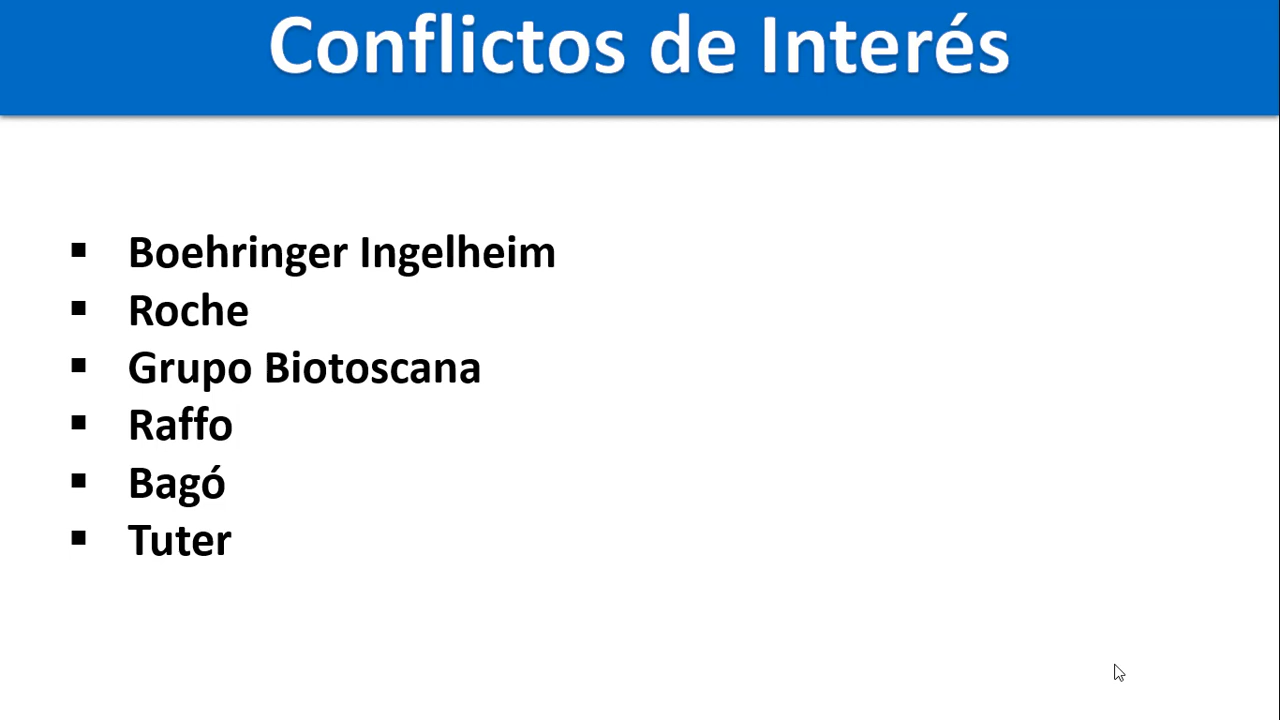 Conflictos de Interés
▪ Boehringer Ingelheim
▪ Roche
▪ Grupo Biotoscana
▪ Raffo
▪ Bagó
▪ Tuter